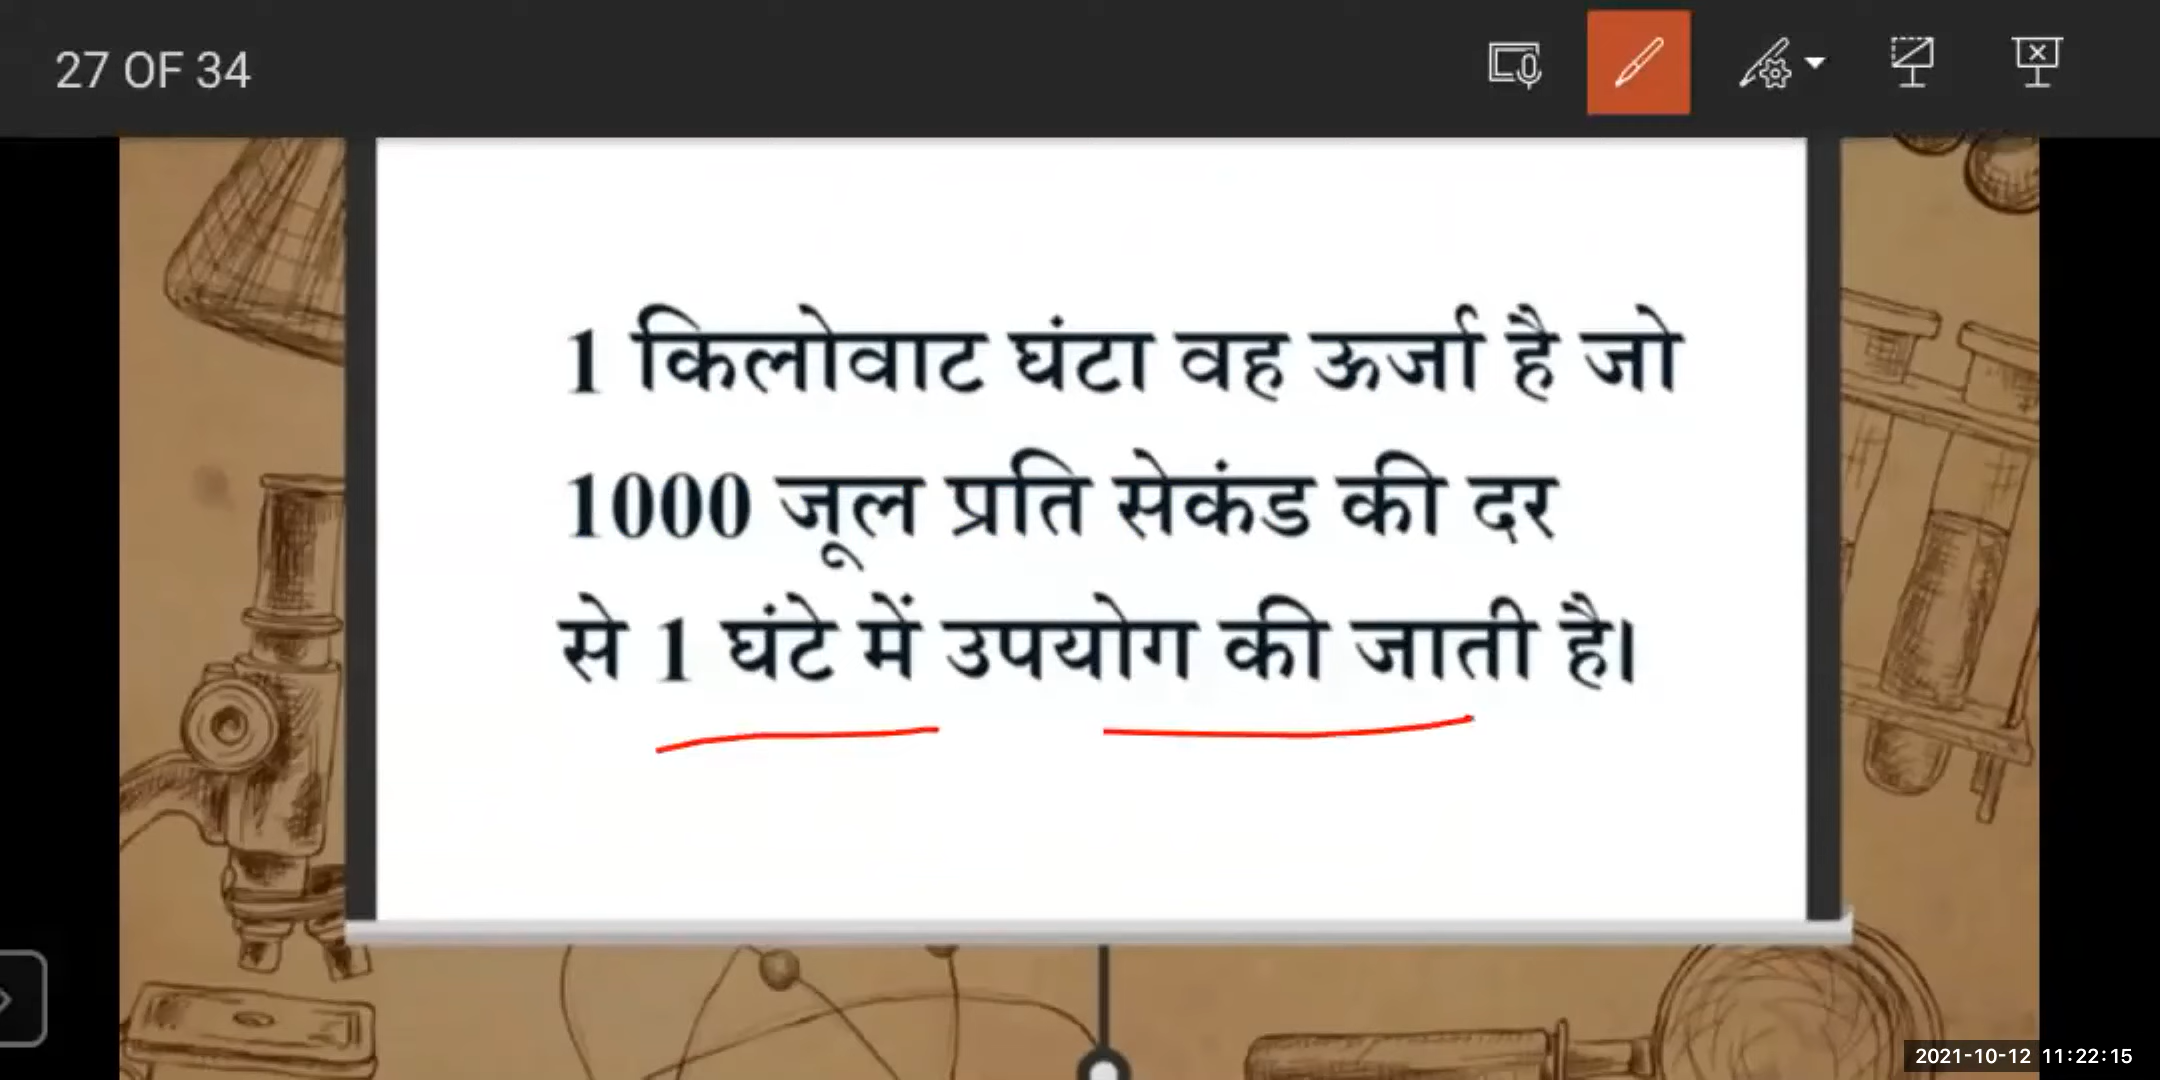 27 OF 34
1 किलोवाट घंटा वह ऊर्जा है जो
1000 जूल प्रति सेकंड की दर
से 1 घंटे में उपयोग की जाती है।
2021-10-12 11:22:15